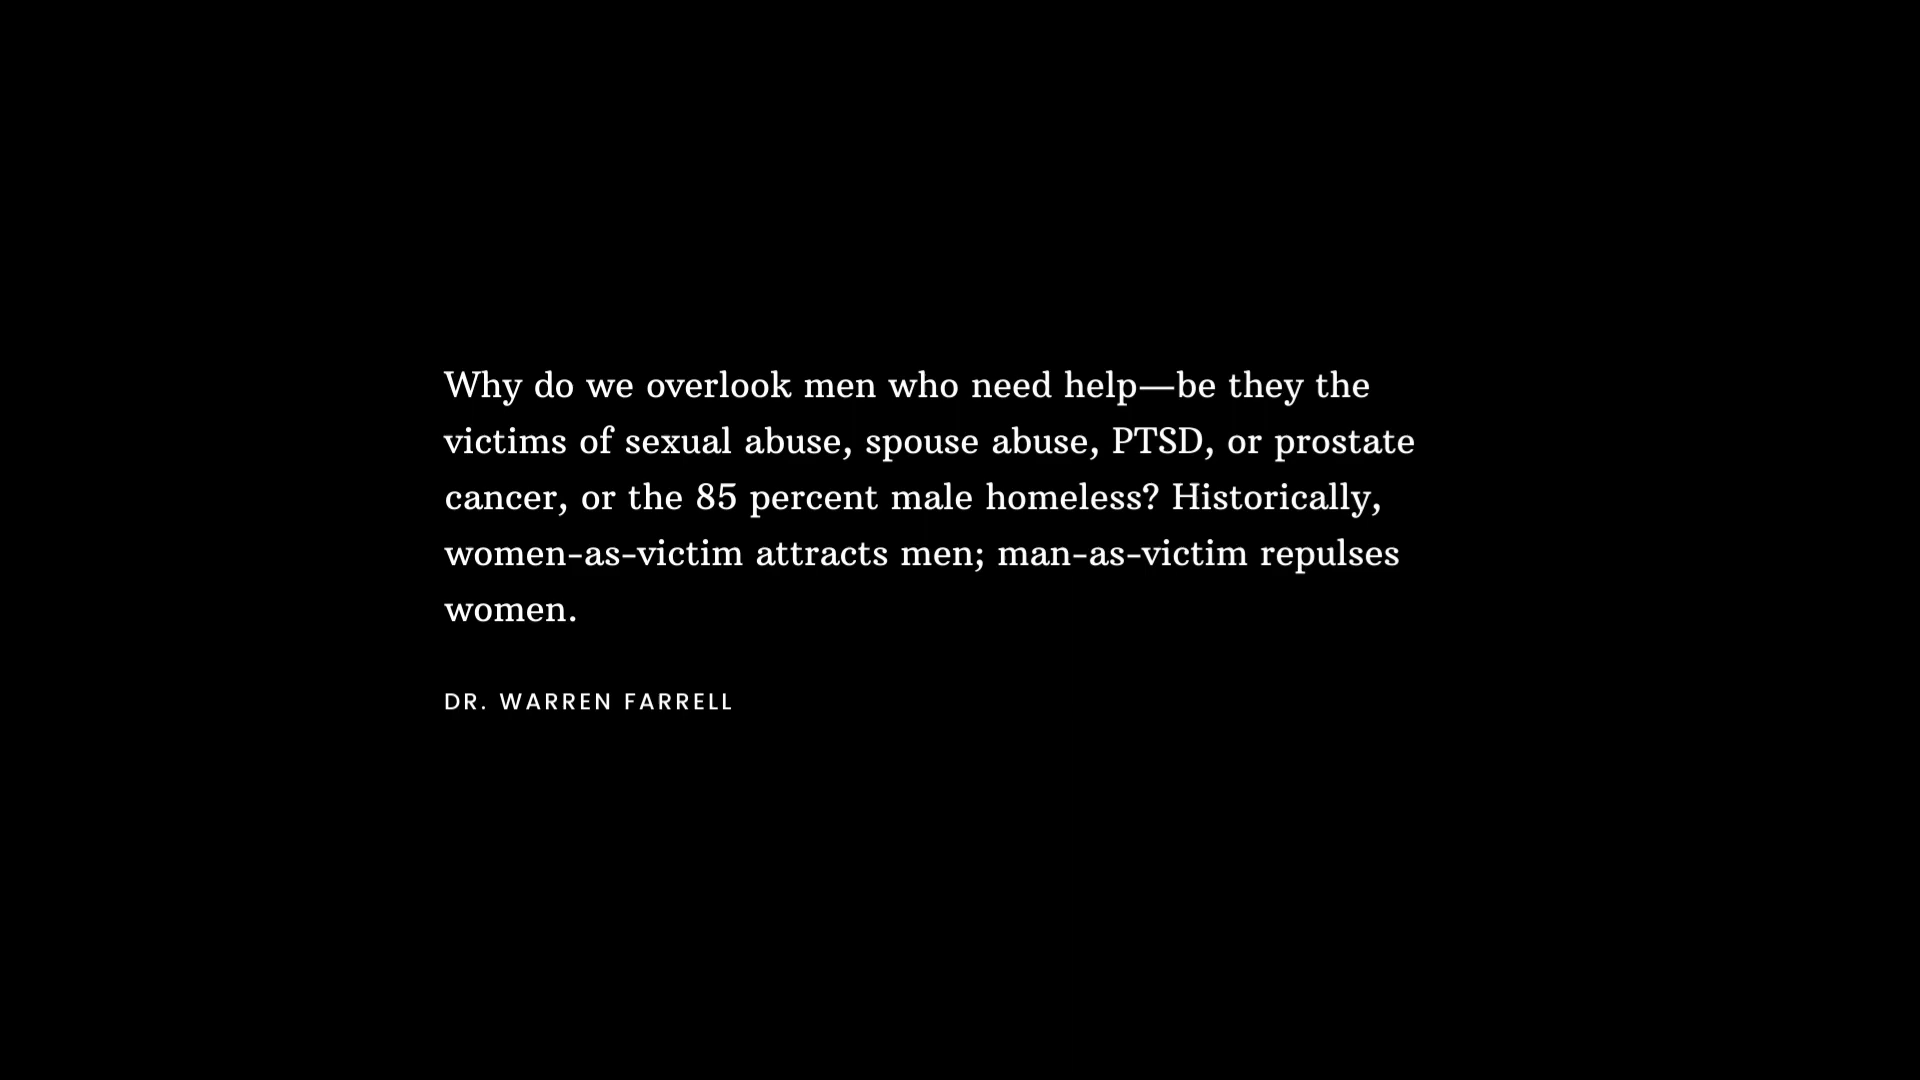 Why do we overlook men who need help—be they the
victims of sexual abuse, spouse abuse, PTSD, or prostate
cancer, or the 85 percent male homeless? Historically,
women-as-victim attracts men; man-as-victim repulses
women.
DR. WARREN FARRELL